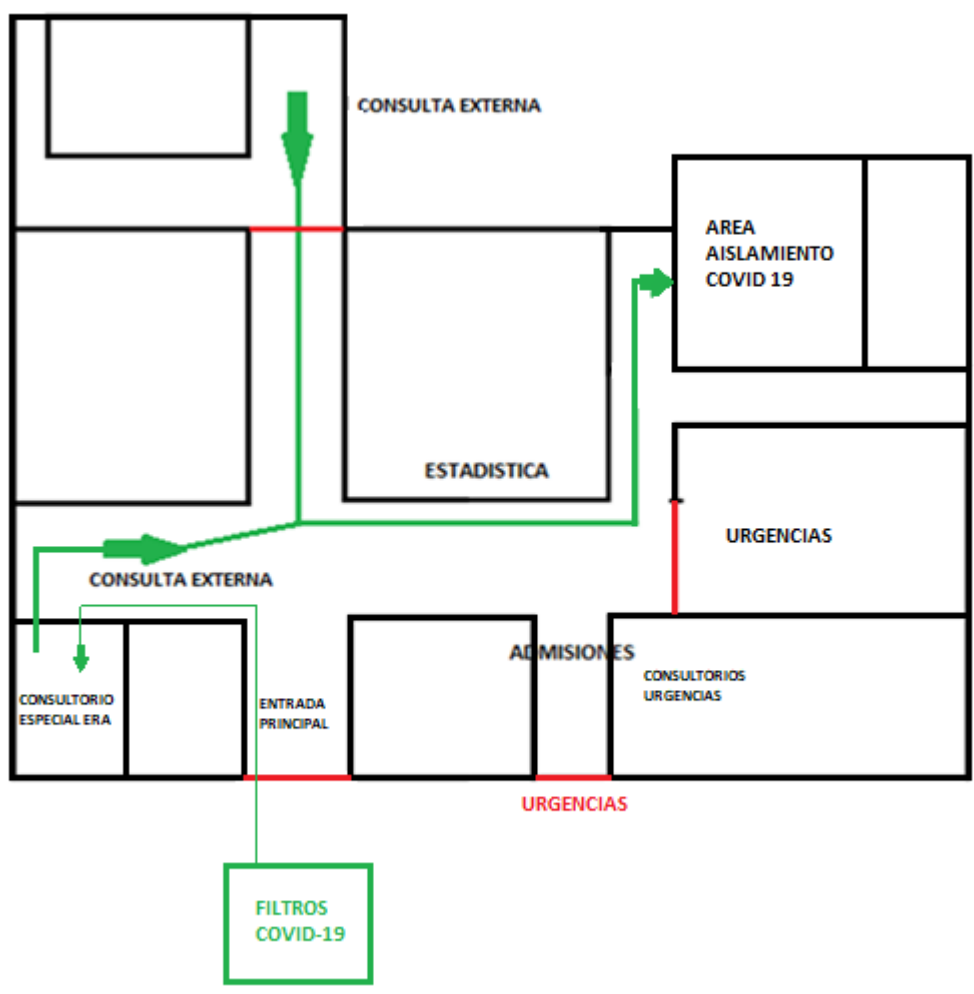 CONSULTA EXTERNA
AREA
AISLAMIENTO
COVID 19
ESTADISTICA
URGENCIAS
CONSULTA EXTERNA
ADMISIONES
CONSULTORIOS
URGENCIAS
CONSULTORIO
ESPECIAL ERA
ENTRADA
PRINCIPAL
URGENCIAS
FILTROS
COVID-19